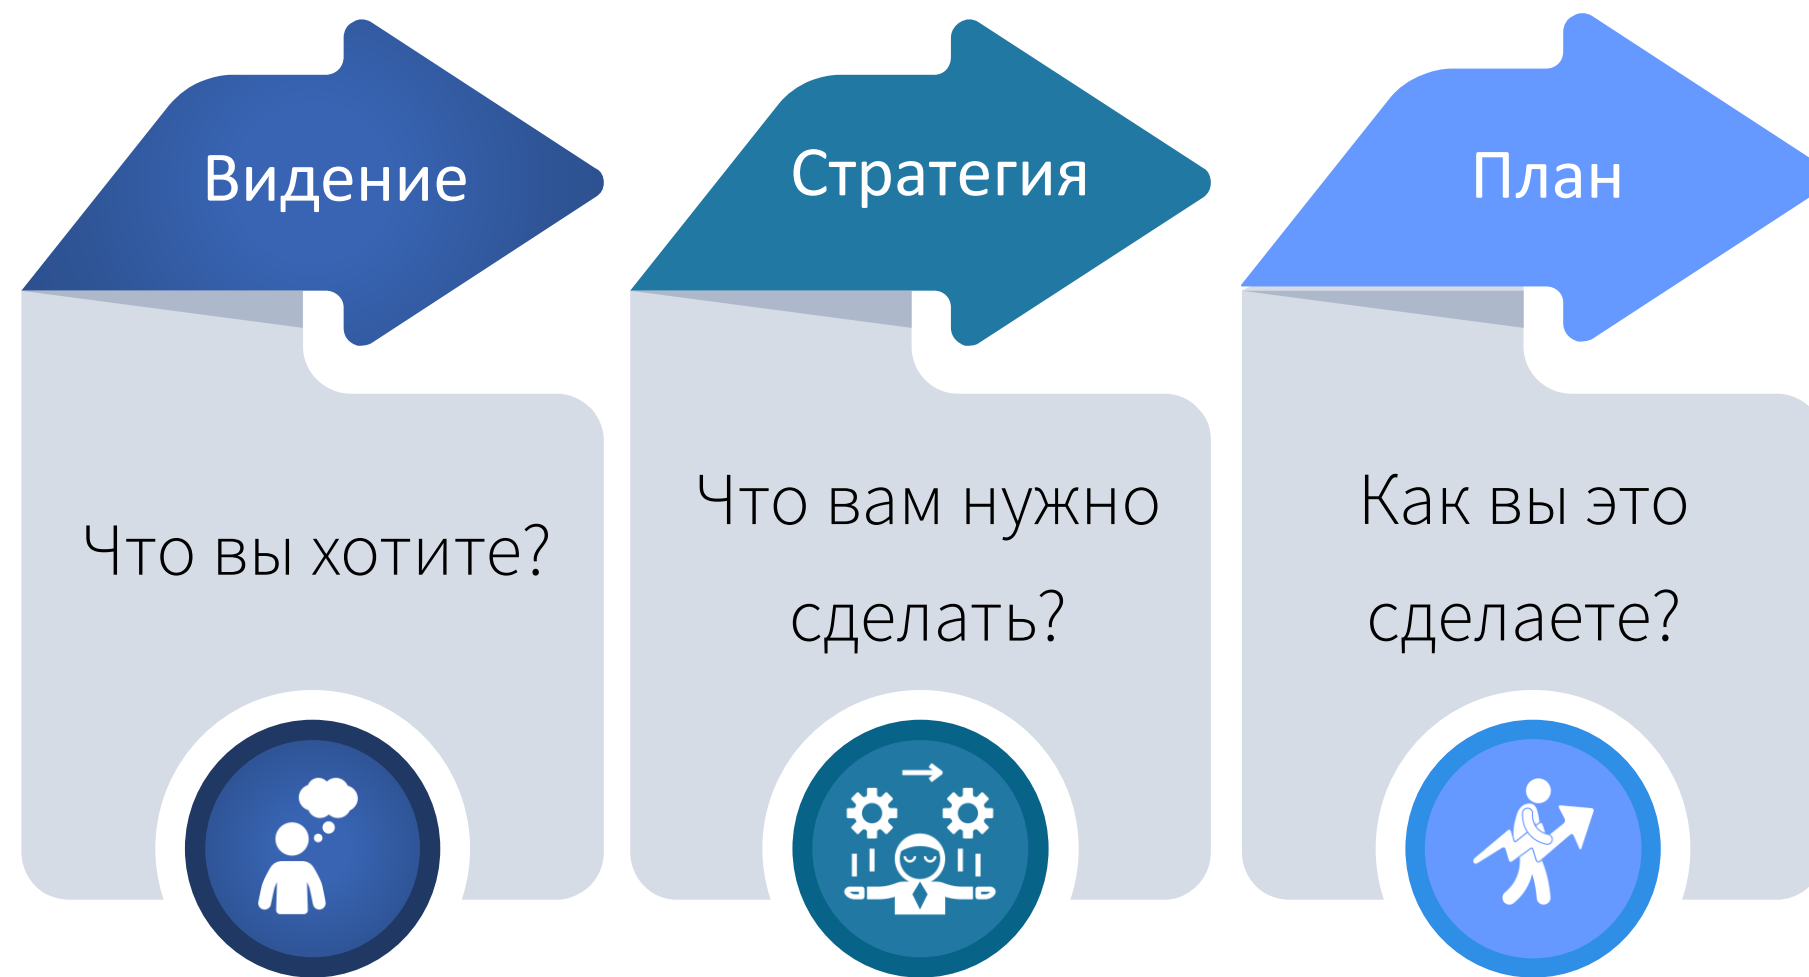 Видение
Стратегия
План
Что вы хотите?
Что вам нужно
сделать?
Как вы это
сделаете?